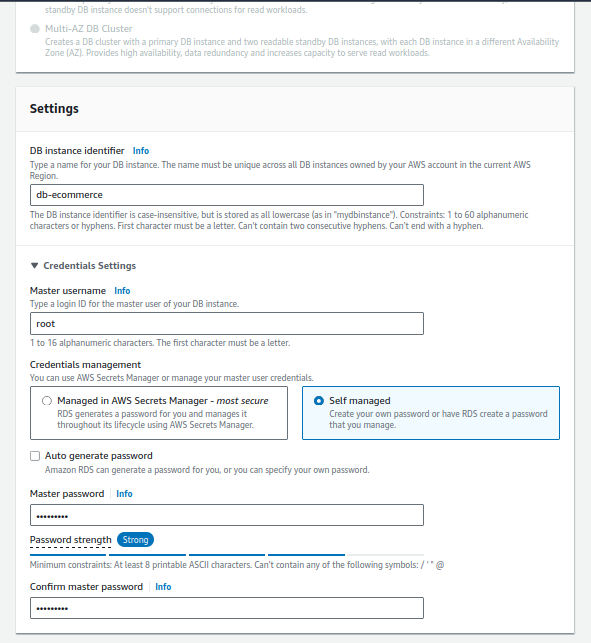 standby DB instance doesn't support connections for read workloads.
Multi-AZ DB Cluster
Creates a DB cluster with a primary DB instance and two readable standby DB instances, with each DB instance in a different Availability
Zone (AZ). Provides high availability, data redundancy and increases capacity to serve read workloads.
Settings
DB instance identifier Info
Type a name for your DB instance. The name must be unique across all DB instances owned by your AWS account in the current AWS
Region.
db-ecommerce
The DB instance identifier is case-insensitive, but is stored as all lowercase (as in "mydbinstance"). Constraints: 1 to 60 alphanumeric
characters or hyphens. First character must be a letter. Can't contain two consecutive hyphens. Can't end with a hyphen.
▼ Credentials Settings
Master username Info
Type a login ID for the master user of your DB instance.
root
1 to 16 alphanumeric characters. The first character must be a letter.
Credentials management
You can use AWS Secrets Manager or manage your master user credentials.
Managed in AWS Secrets Manager - most secure
RDS generates a password for you and manages it
throughout its lifecycle using AWS Secrets Manager.
Self managed
Create your own password or have RDS create a password
that you manage.
Auto generate password
Amazon RDS can generate a password for you, or you can specify your own password.
Master password Info
•••••••••
Password strength Strong
Minimum constraints: At least 8 printable ASCII characters. Can't contain any of the following symbols: / ' " @
Confirm master password Info
•••••••••